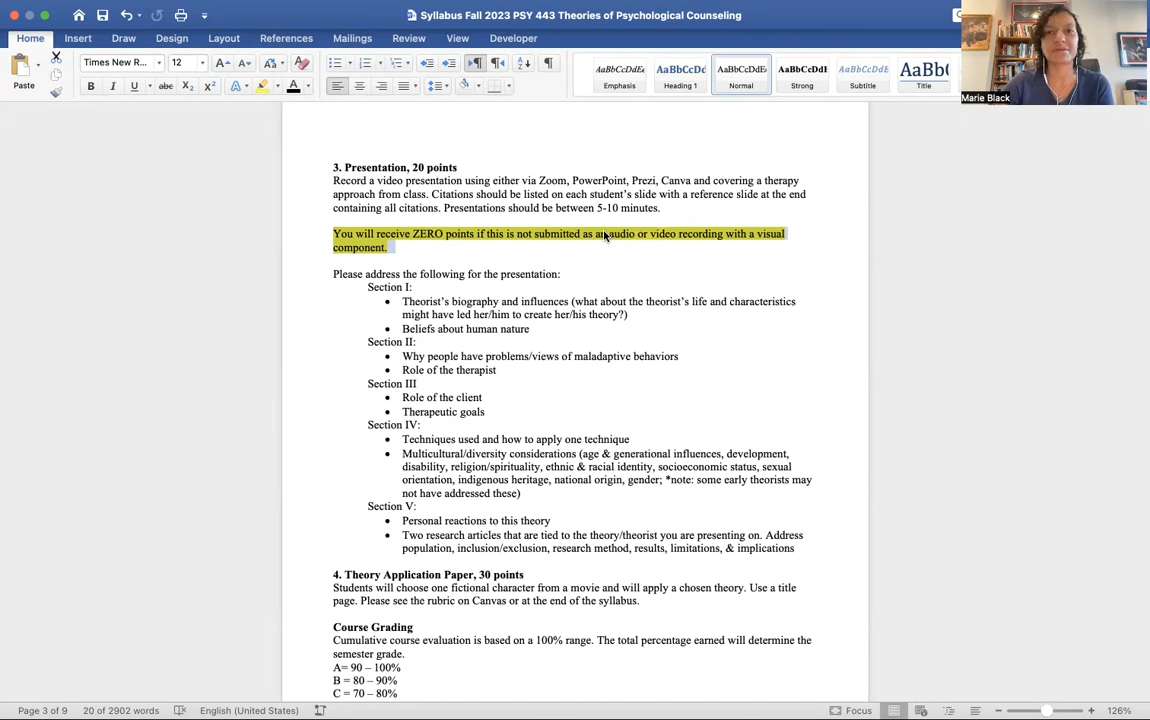 Syllabus Fall 2023 PSY 443 Theories of Psychological Counseling
Home Insert Draw Design Layout References Mailings Review View Developer
Paste
Times New R... 12
B I U abc X₂ X² A A
AaBbCcDdEe AaBbCcDc AaBbCcDdEe AaBbCcDdE AaBbCcDdEe AaBb(
Emphasis Heading 1 Normal Strong Subtitle Title
Marie Black
3. Presentation, 20 points
Record a video presentation using either via Zoom, PowerPoint, Prezi, Canva and covering a therapy
approach from class. Citations should be listed on each student's slide with a reference slide at the end
containing all citations. Presentations should be between 5-10 minutes.
You will receive ZERO points if this is not submitted as an audio or video recording with a visual
component.
Please address the following for the presentation:
Section I:
• Theorist's biography and influences (what about the theorist's life and characteristics
might have led her/him to create her/his theory?)
• Beliefs about human nature
Section II:
• Why people have problems/views of maladaptive behaviors
• Role of the therapist
Section III
• Role of the client
• Therapeutic goals
Section IV:
• Techniques used and how to apply one technique
• Multicultural/diversity considerations (age & generational influences, development,
disability, religion/spirituality, ethnic & racial identity, socioeconomic status, sexual
orientation, indigenous heritage, national origin, gender; *note: some early theorists may
not have addressed these)
Section V:
• Personal reactions to this theory
• Two research articles that are tied to the theory/theorist you are presenting on. Address
population, inclusion/exclusion, research method, results, limitations, & implications
4. Theory Application Paper, 30 points
Students will choose one fictional character from a movie and will apply a chosen theory. Use a title
page. Please see the rubric on Canvas or at the end of the syllabus.
Course Grading
Cumulative course evaluation is based on a 100% range. The total percentage earned will determine the
semester grade.
A= 90 – 100%
B = 80 – 90%
C = 70 – 80%
Page 3 of 9 20 of 2902 words English (United States) Focus 126%